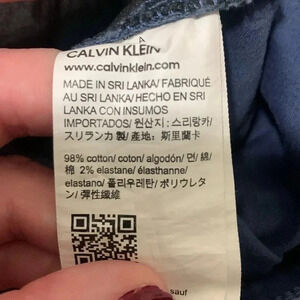 CALVIN KLEIN
www.calvinklein.com
MADE IN SRI LANKA/ FABRIQUÉ
AU SRI LANKA/ HECHO EN SRI
LANKA CON INSUMOS
IMPORTADOS/ 원산지: 스리랑카/
スリランカ 製/ 產地: 斯里蘭卡
98% cotton/ coton/ algodón/ 면/ 綿/
棉 2% elastane/ élasthanne/
elastano/ 폴리우레탄/ ポリウレタ
ン/ 彈性纖維
sauf